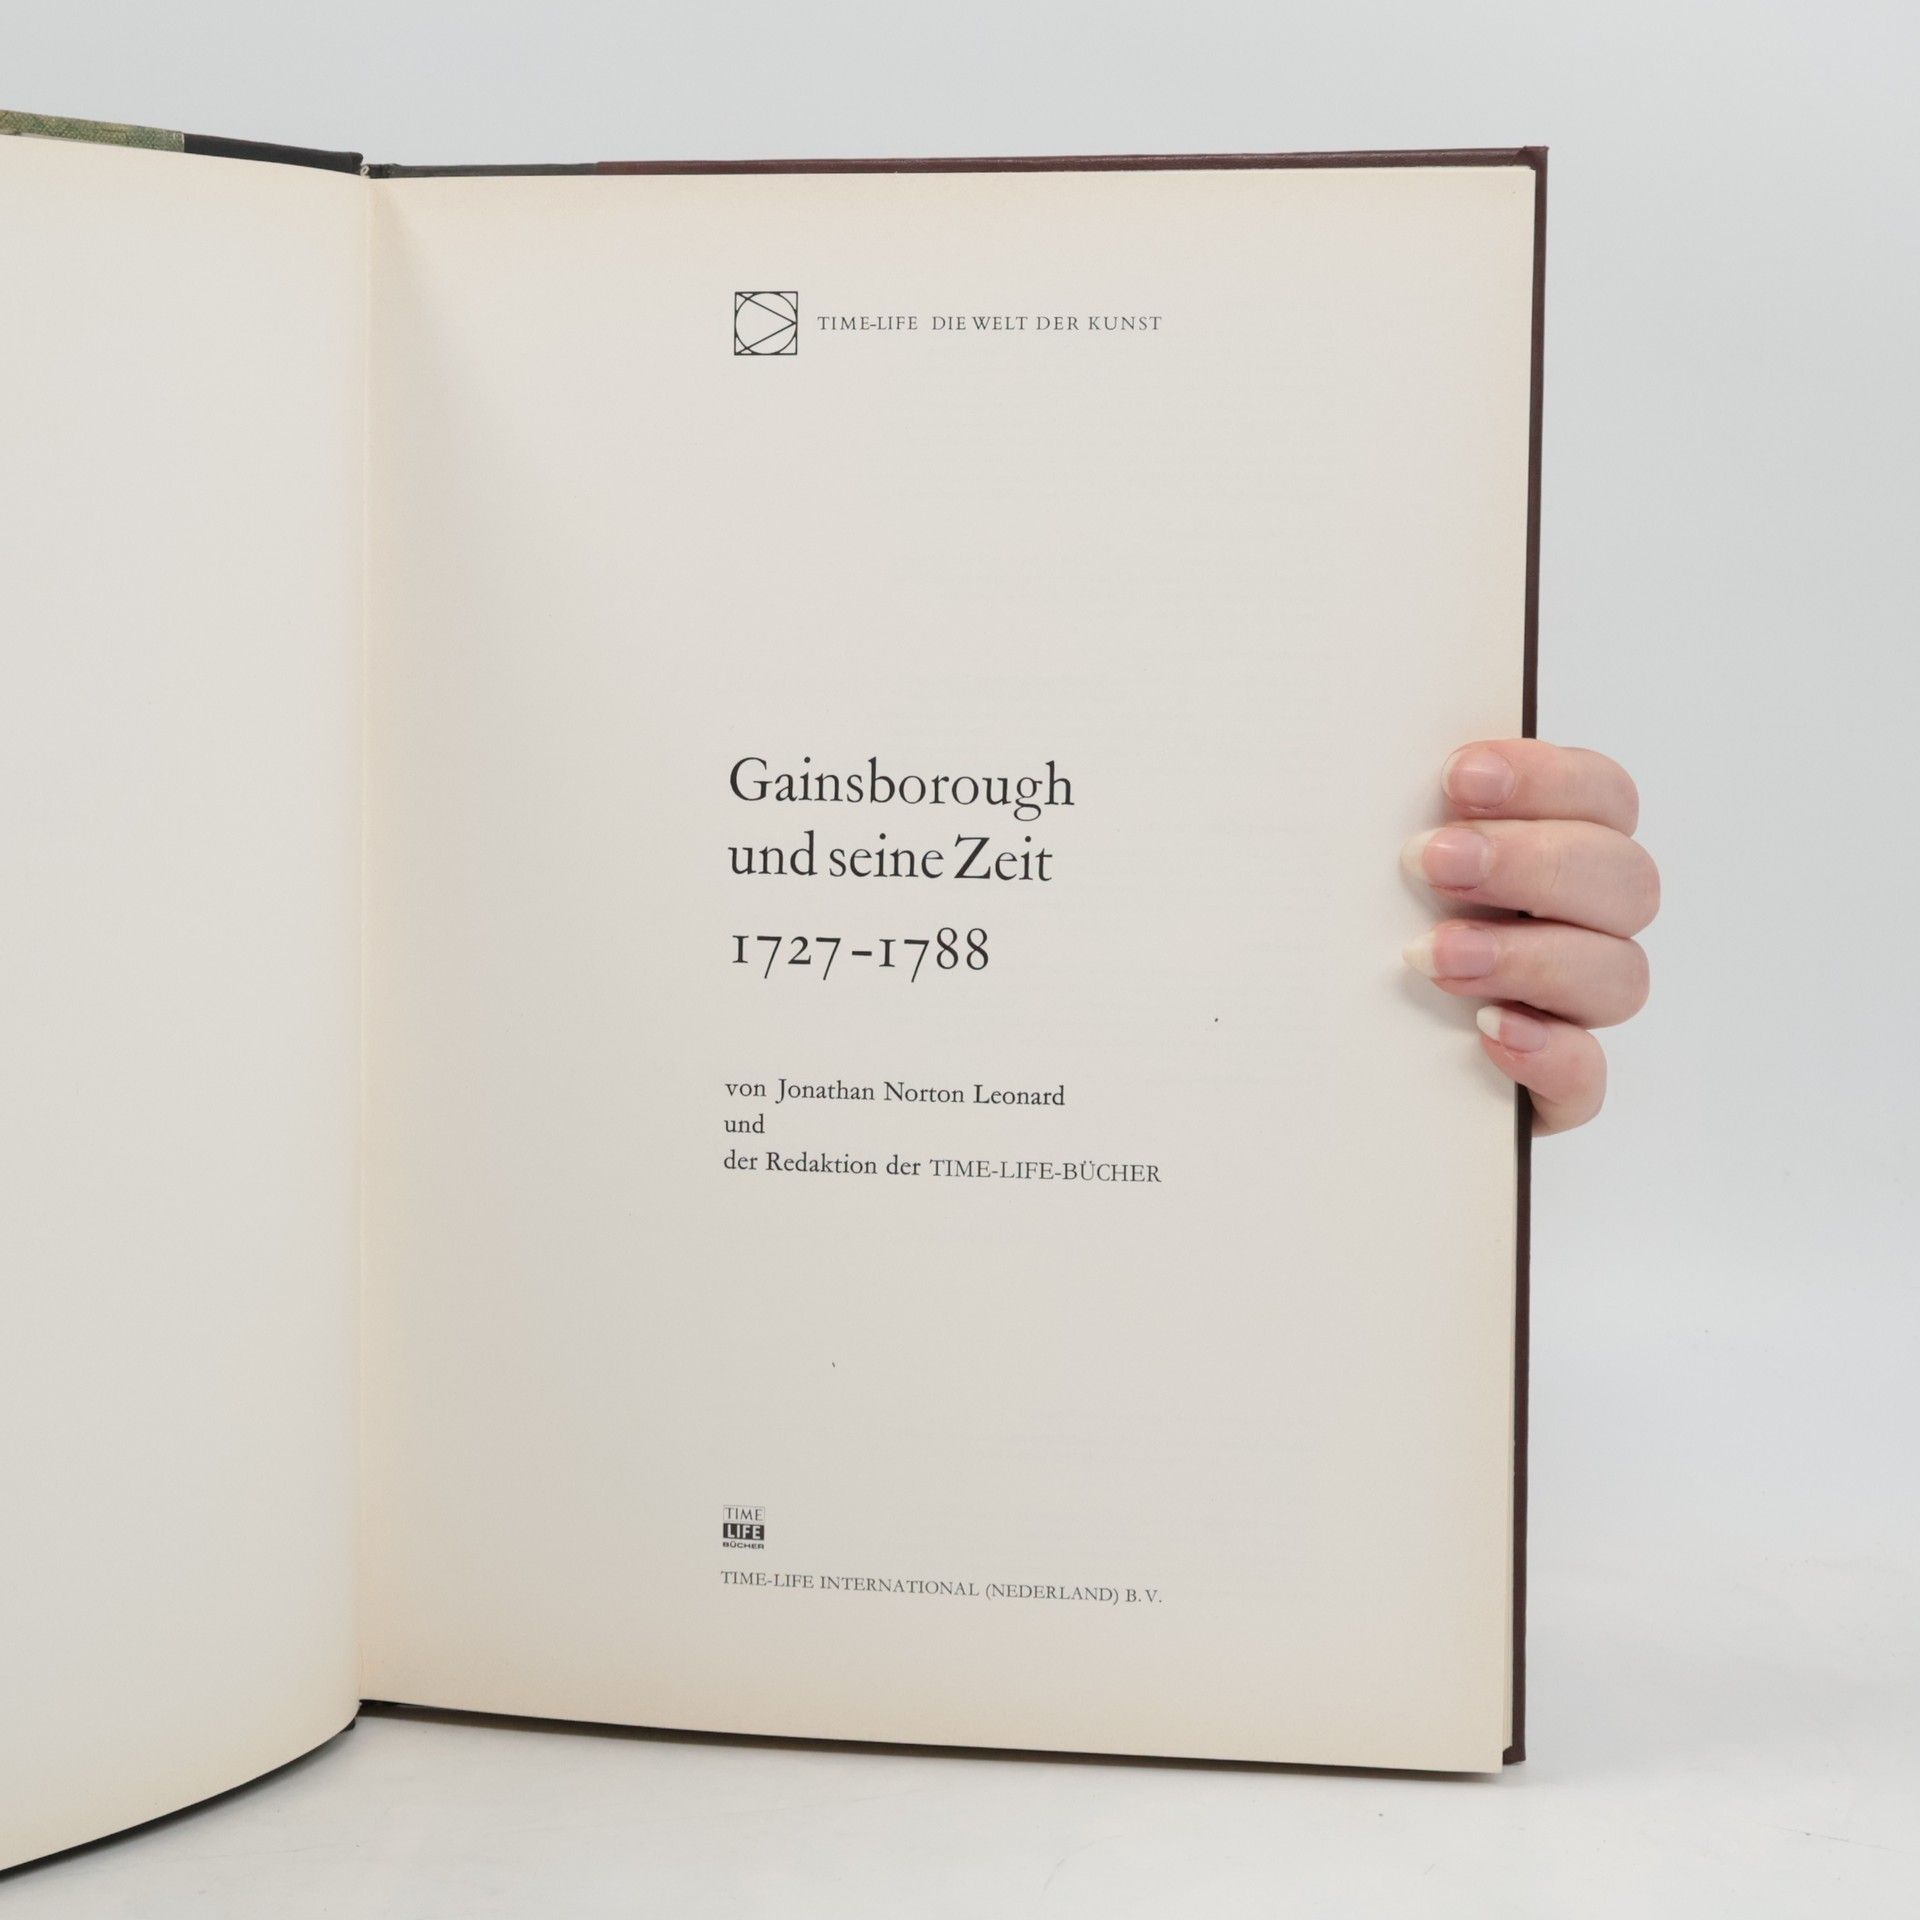 TIME-LIFE DIE WELT DER KUNST
Gainsborough
und seine Zeit
1727-1788
von Jonathan Norton Leonard
und
der Redaktion der TIME-LIFE-BÜCHER
TIME
LIFE
BÜCHER
TIME-LIFE INTERNATIONAL (NEDERLAND) B.V.